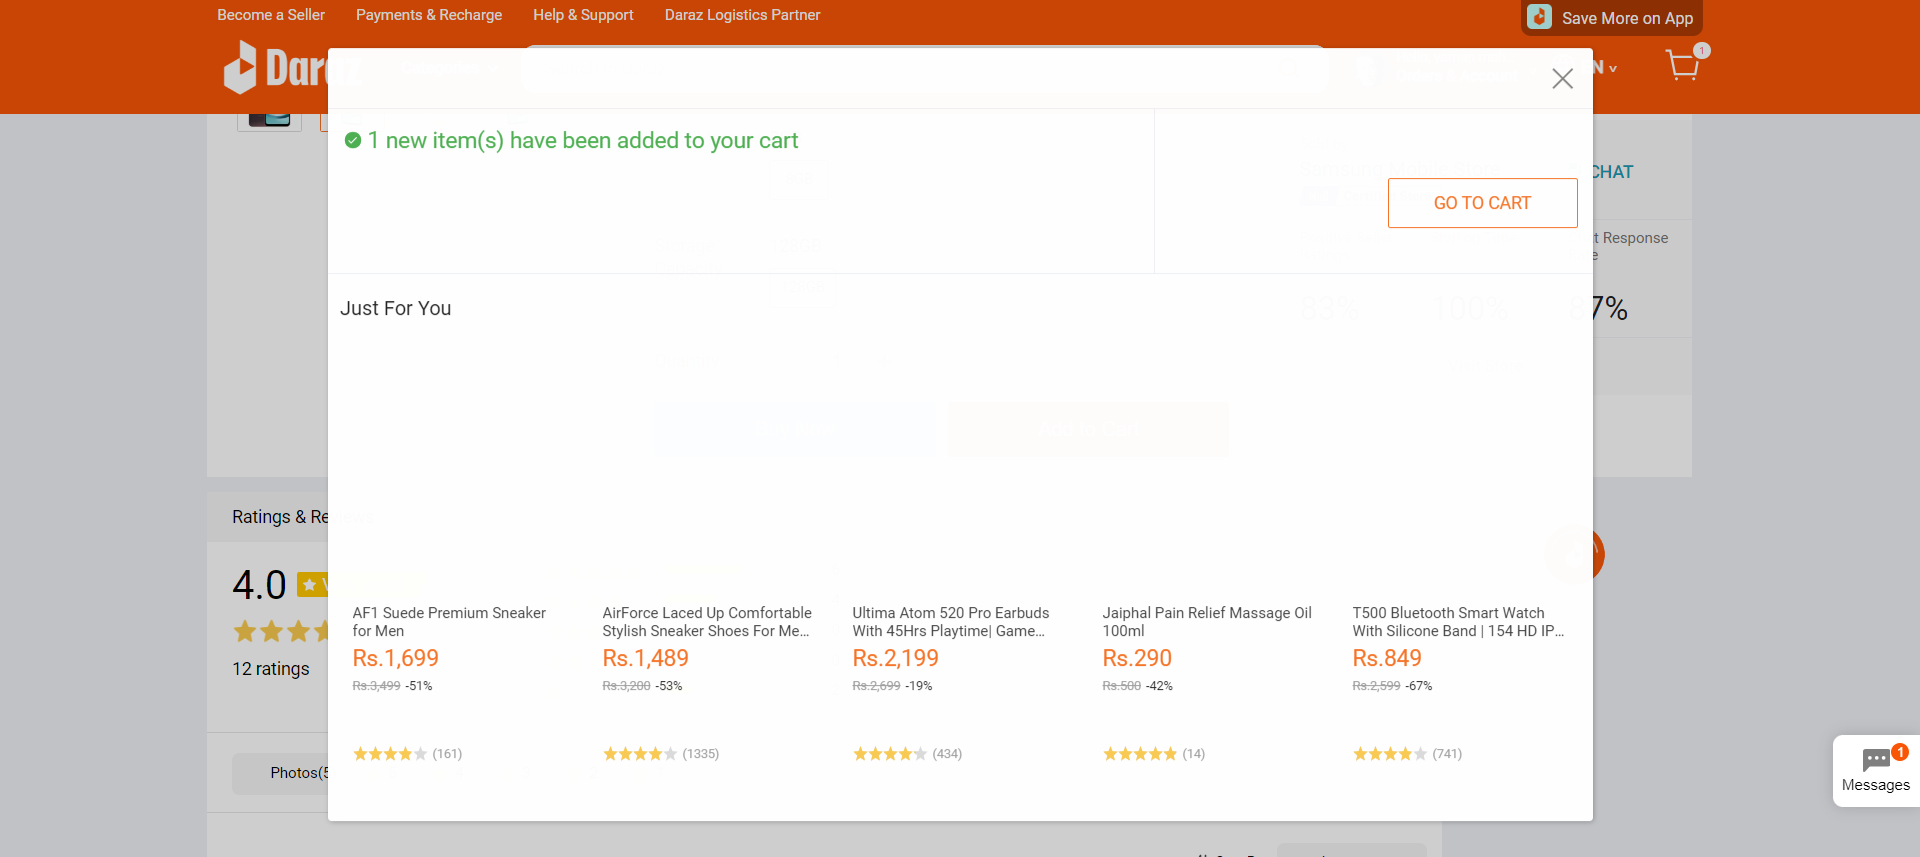 Become a Seller
Payments & Recharge
Help & Support
Daraz Logistics Partner
Save More on App
1
1 new item(s) have been added to your cart
CHAT
GO TO CART
Response
Just For You
83%
100%
87%
Ratings &
4.0
12 ratings
AF1 Suede Premium Sneaker
for Men
Rs.1,699
Rs.3,499 -51%
(161)
AirForce Laced Up Comfortable
Stylish Sneaker Shoes For Me...
Rs.1,489
Rs.3,200 -53%
(1335)
Ultima Atom 520 Pro Earbuds
With 45Hrs Playtime| Game...
Rs.2,199
Rs.2,699 -19%
(434)
Jaiphal Pain Relief Massage Oil
100ml
Rs.290
Rs.500 -42%
(14)
T500 Bluetooth Smart Watch
With Silicone Band | 154 HD IP...
Rs.849
Rs.2,599 -67%
(741)
Photos(5
1
Messages